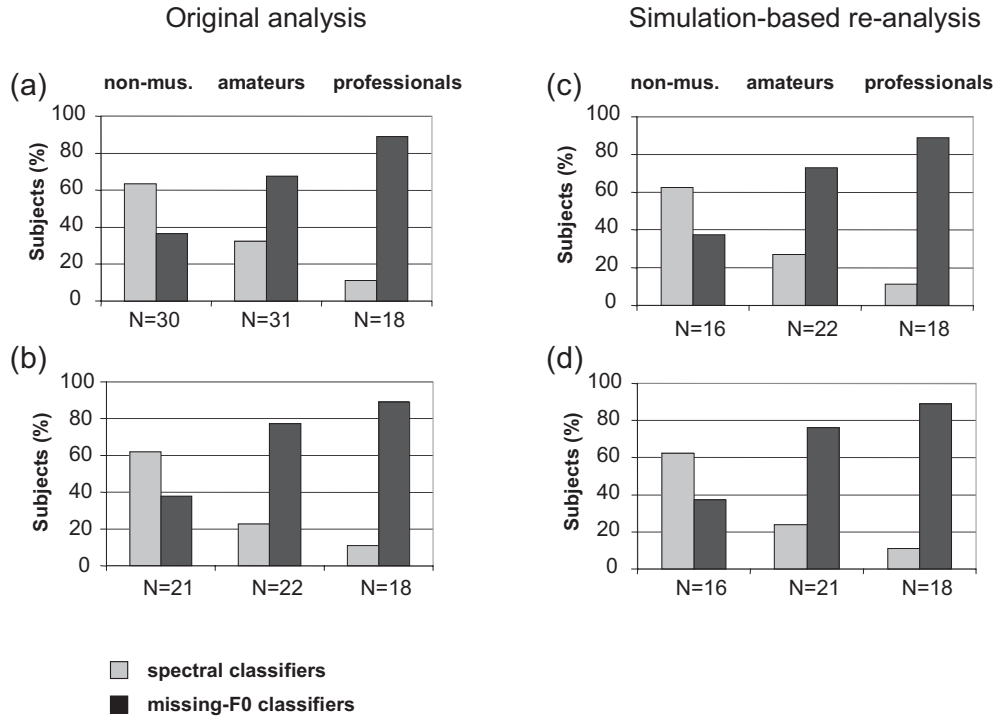 Original analysis
Simulation-based re-analysis
(a)
non-mus. amateurs professionals
Subjects (%)
100
80
60
40
20
0
N=30 N=31 N=18
(c)
non-mus. amateurs professionals
Subjects (%)
100
80
60
40
20
0
N=16 N=22 N=18
(b)
Subjects (%)
100
80
60
40
20
0
N=21 N=22 N=18
(d)
Subjects (%)
100
80
60
40
20
0
N=16 N=21 N=18
spectral classifiers
missing-F0 classifiers